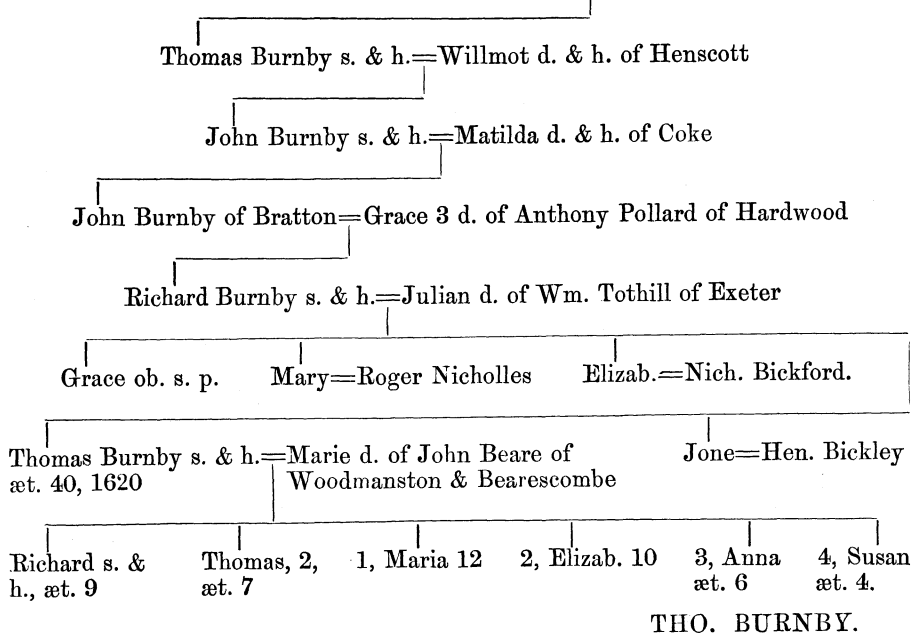 Thomas Burnby s. & h.=Willmot d. & h. of Henscott
John Burnby s. & h.=Matilda d. & h. of Coke
John Burnby of Bratton=Grace 3 d. of Anthony Pollard of Hardwood
Richard Burnby s. & h.=Julian d. of Wm. Tothill of Exeter
Grace ob. s. p. Mary=Roger Nicholles Elizab.=Nich. Bickford.
Thomas Burnby s. & h.=Marie d. of John Beare of Jone=Hen. Bickley
æt. 40, 1620 Woodmanston & Bearescombe
Richard s. & Thomas, 2, 1, Maria 12 2, Elizab. 10 3, Anna 4, Susan
h., æt. 9 æt. 7 æt. 6 æt. 4.
THO. BURNBY.